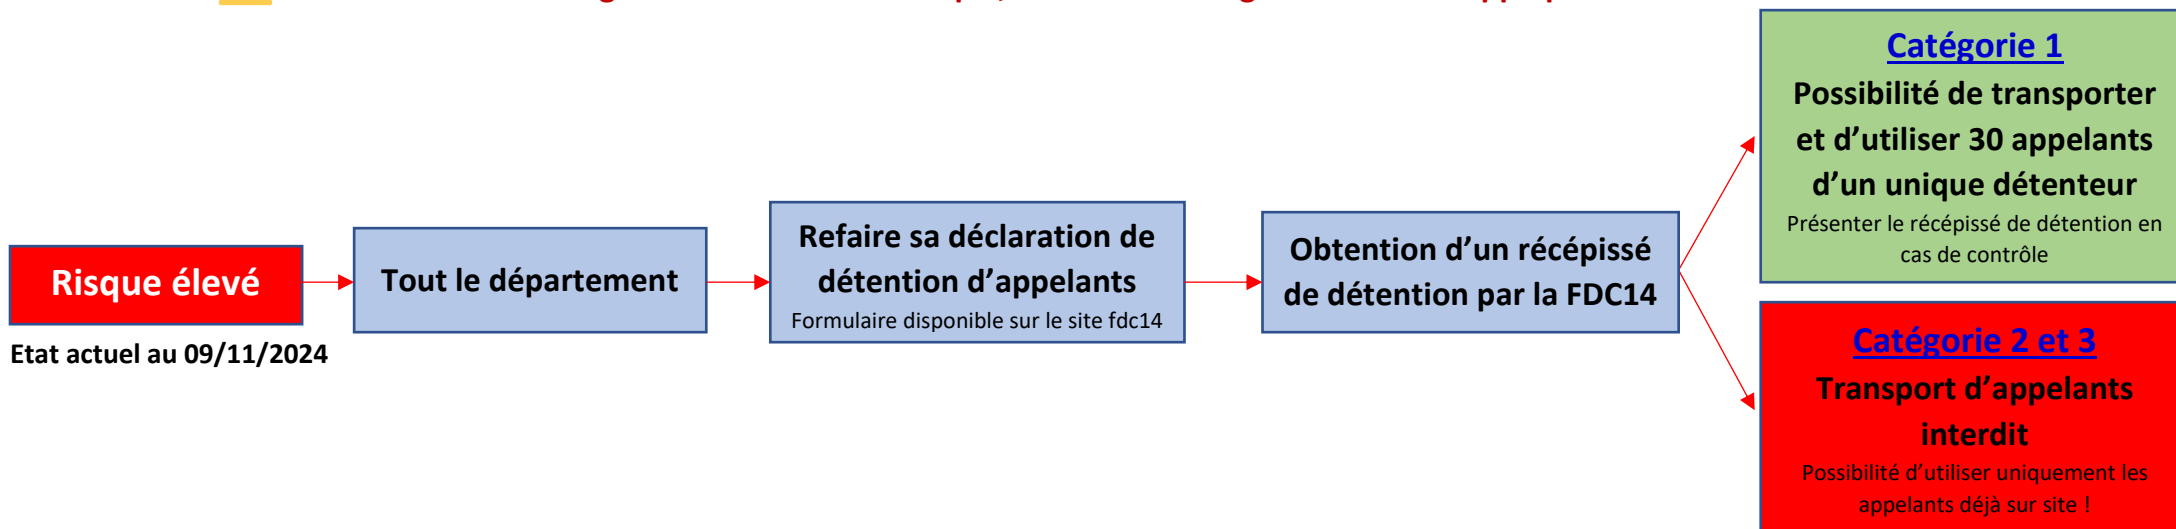 Risque élevé
Etat actuel au 09/11/2024
Tout le département
Refaire sa déclaration de
détention d’appelants
Formulaire disponible sur le site fdc14
Obtention d’un récépissé
de détention par la FDC14
Catégorie 1
Possibilité de transporter
et d’utiliser 30 appelants
d’un unique détenteur
Présenter le récépissé de détention en
cas de contrôle
Catégorie 2 et 3
Transport d’appelants
interdit
Possibilité d’utiliser uniquement les
appelants déjà sur site !